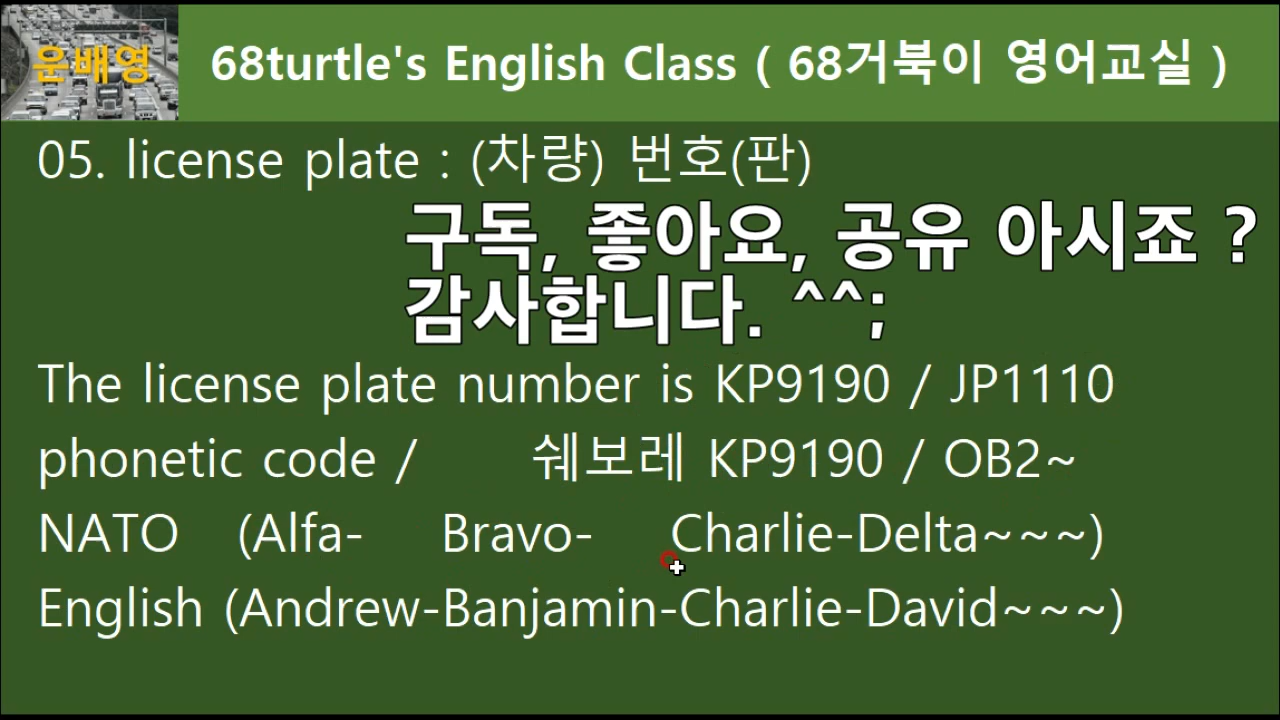 윤배영
68turtle's English Class ( 68거북이 영어교실 )
05. license plate : (차량) 번호(판)
구독, 좋아요, 공유 아시죠 ?
감사합니다. ^^;
The license plate number is KP9190 / JP1110
phonetic code / 쉐보레 KP9190 / OB2~
NATO (Alfa- Bravo- Charlie-Delta~~~)
English (Andrew-Banjamin-Charlie-David~~~)